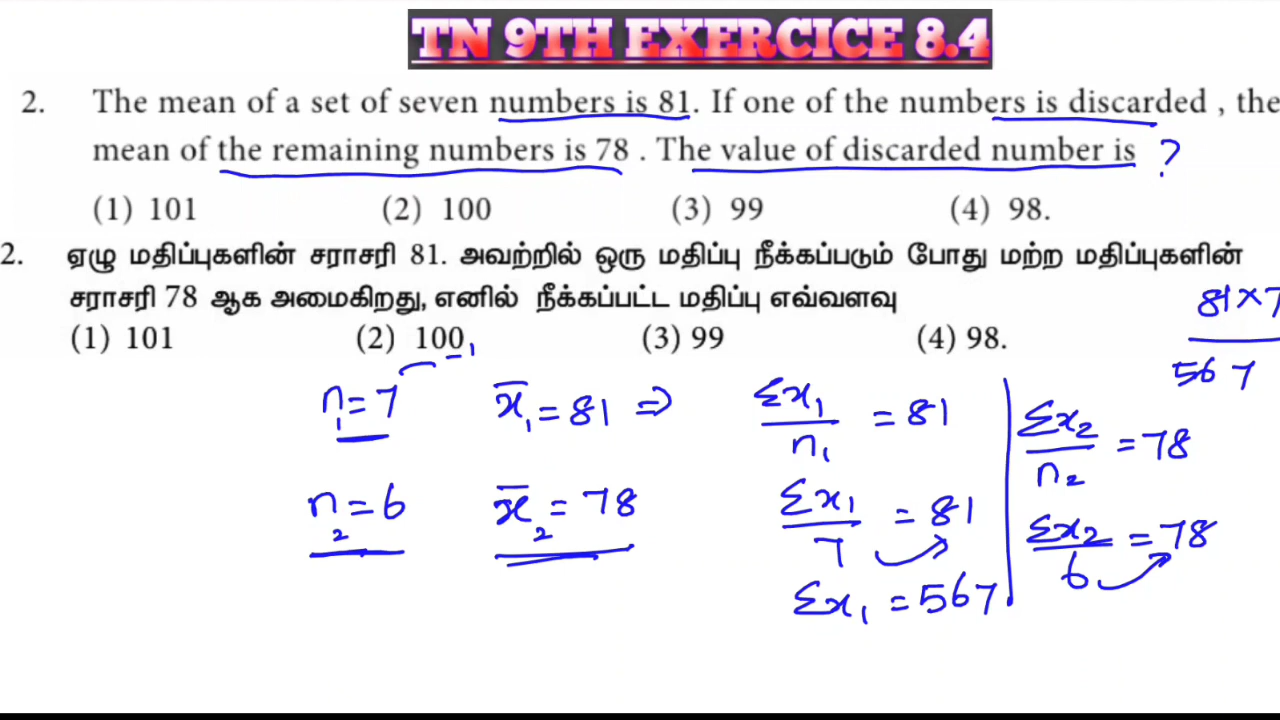 TN 9TH EXERCICE 8.4
2. The mean of a set of seven numbers is 81. If one of the numbers is discarded , the
mean of the remaining numbers is 78 . The value of discarded number is ?
(1) 101 (2) 100 (3) 99 (4) 98.
2. ஏழு மதிப்புகளின் சராசரி 81. அவற்றில் ஒரு மதிப்பு நீக்கப்படும் போது மற்ற மதிப்புகளின்
சராசரி 78 ஆக அமைகிறது, எனில் நீக்கப்பட்ட மதிப்பு எவ்வளவு
(1) 101 (2) 100 (3) 99 (4) 98.
81×7
567
-1
n₁=7 x̅₁=81 ⇒ Σx₁/n₁ =81
Σx₂/n₂ =78
n₂=6 x̅₂=78 Σx₁/7 =81
Σx₂/6 =78
Σx₁ =567